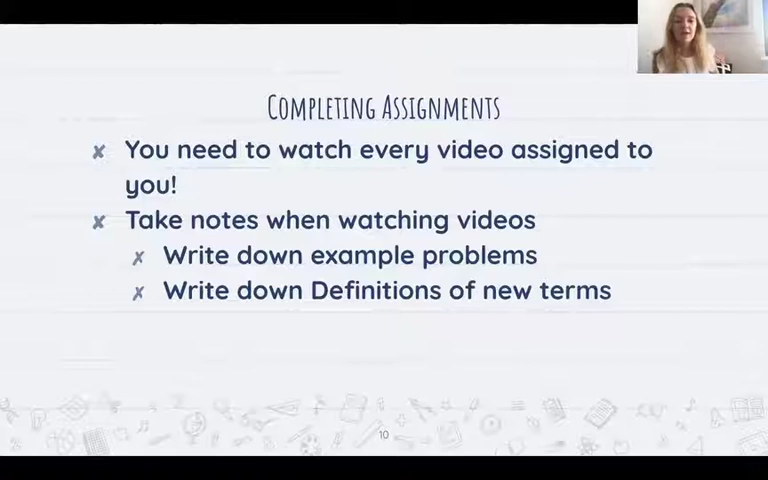 Completing Assignments
You need to watch every video assigned to
you!
Take notes when watching videos
Write down example problems
Write down Definitions of new terms
10